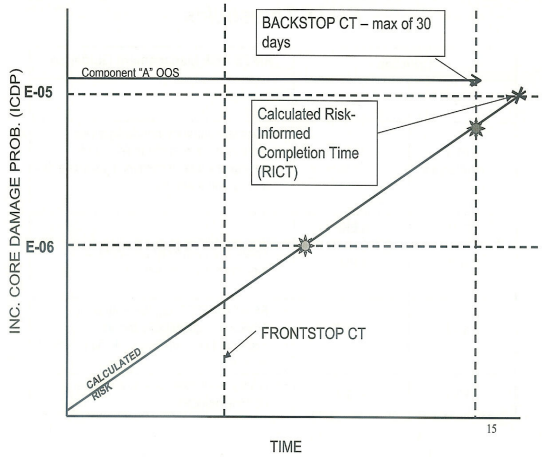 BACKSTOP CT – max of 30
days
Component "A" OOS
E-05
Calculated Risk-
Informed
Completion Time
(RICT)
INC. CORE DAMAGE PROB. (ICDP)
E-06
FRONTSTOP CT
CALCULATED
RISK
15
TIME